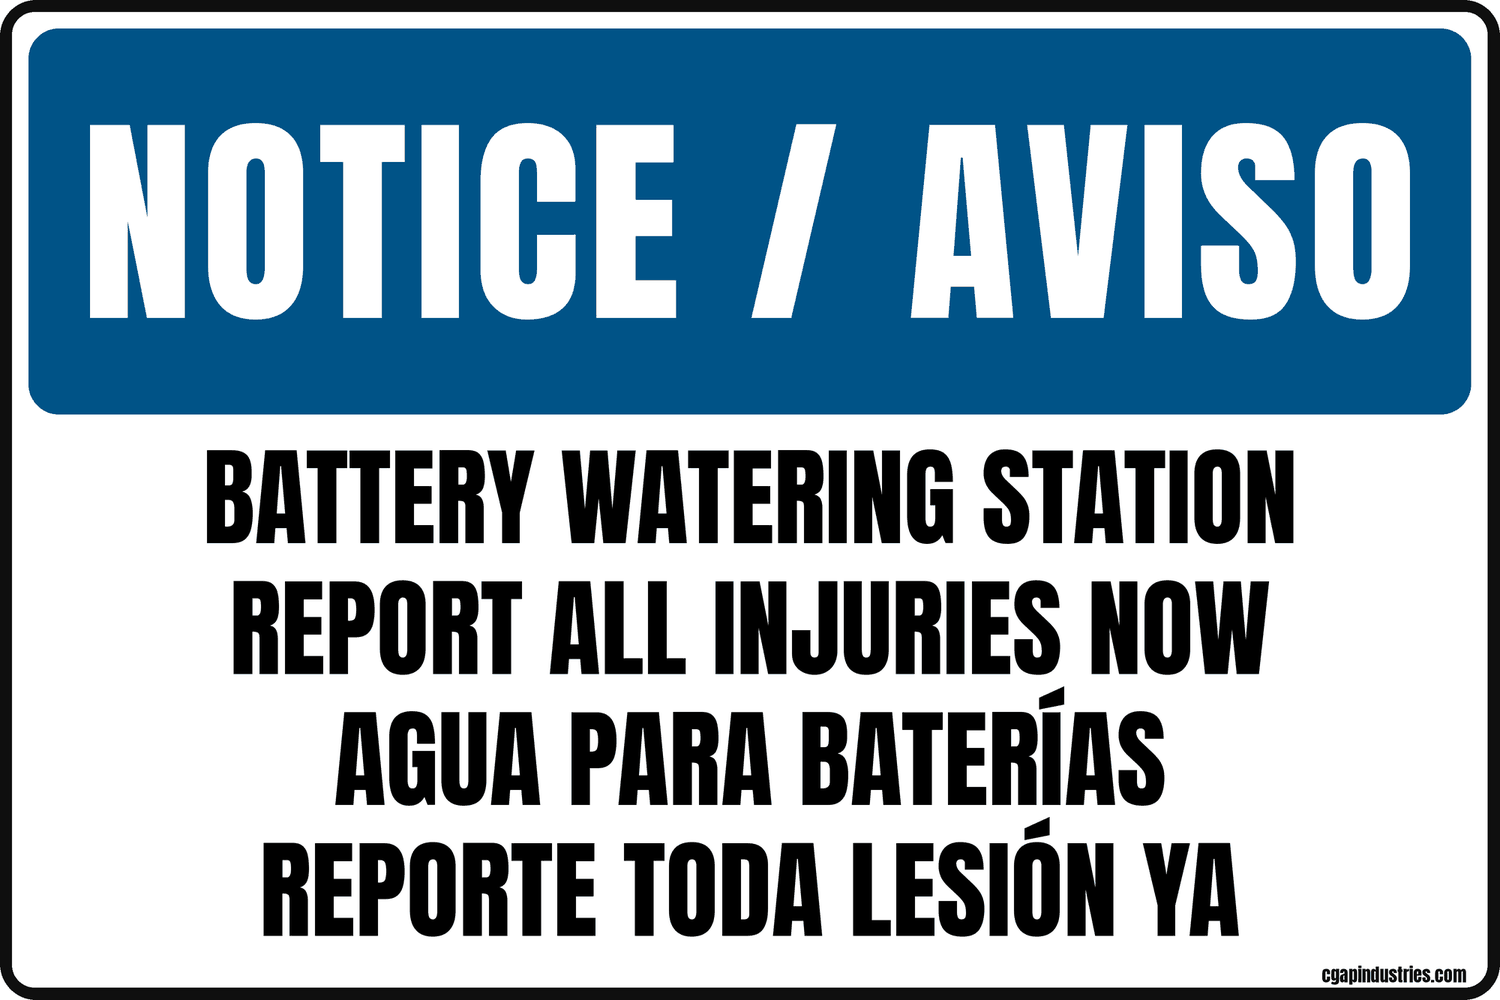 NOTICE / AVISO
BATTERY WATERING STATION
REPORT ALL INJURIES NOW
AGUA PARA BATERÍAS
REPORTE TODA LESIÓN YA
cgapindustries.com